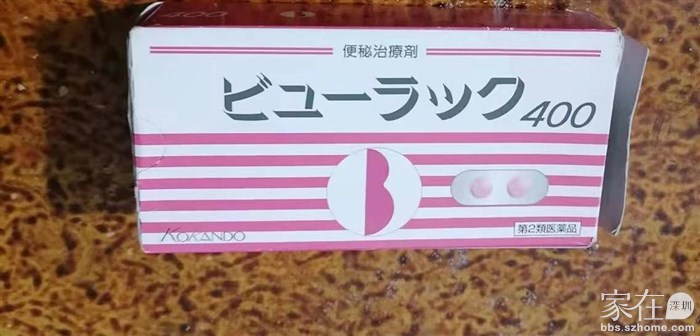 400
便秘治療剤
ビューラック400
B
KOKANDO
第2類医薬品
家在深圳
bbs.szhome.com